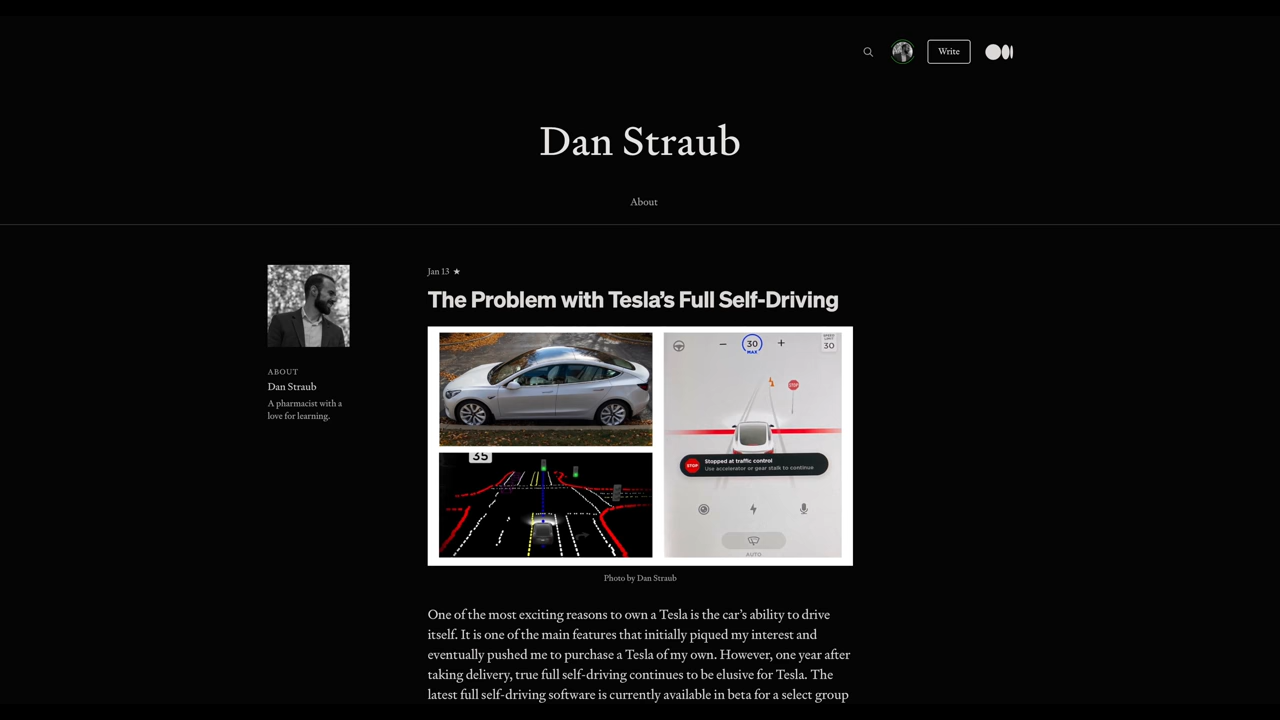 Write
Dan Straub
About
Jan 13 ★
The Problem with Tesla's Full Self-Driving
ABOUT
Dan Straub
A pharmacist with a
love for learning.
30
MAX
SPEED
LIMIT
30
STOP
Stopped at traffic control
Use accelerator or gear stalk to continue
STOP
35
AUTO
Photo by Dan Straub
One of the most exciting reasons to own a Tesla is the car's ability to drive
itself. It is one of the main features that initially piqued my interest and
eventually pushed me to purchase a Tesla of my own. However, one year after
taking delivery, true full self-driving continues to be elusive for Tesla. The
latest full self-driving software is currently available in beta for a select group